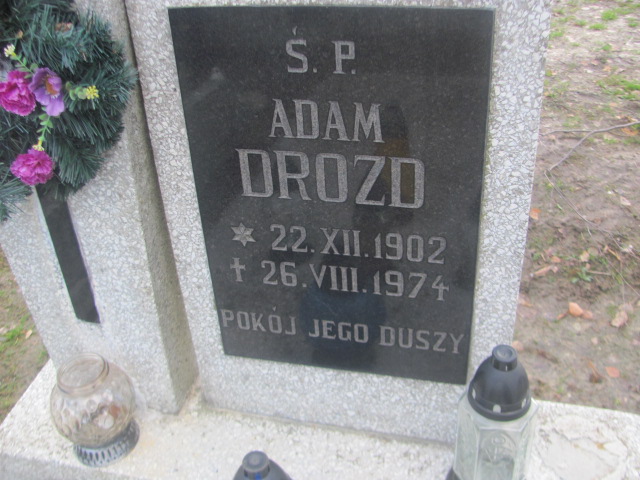 Ś. P.
ADAM
DROZD
* 22.XII.1902
† 26.VIII.1974
POKÓJ JEGO DUSZY